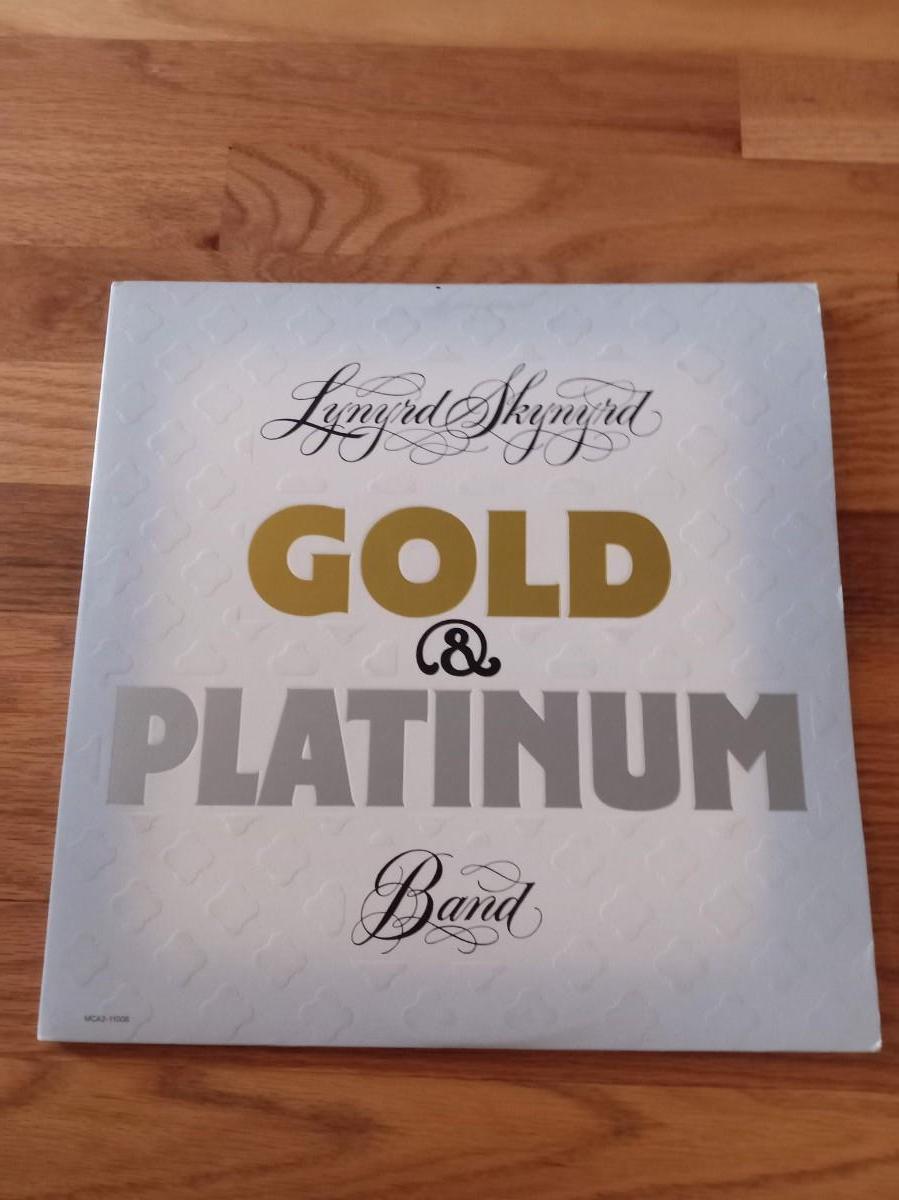 Lynyrd Skynyrd
GOLD
&
PLATINUM
Band
MCA2-11008